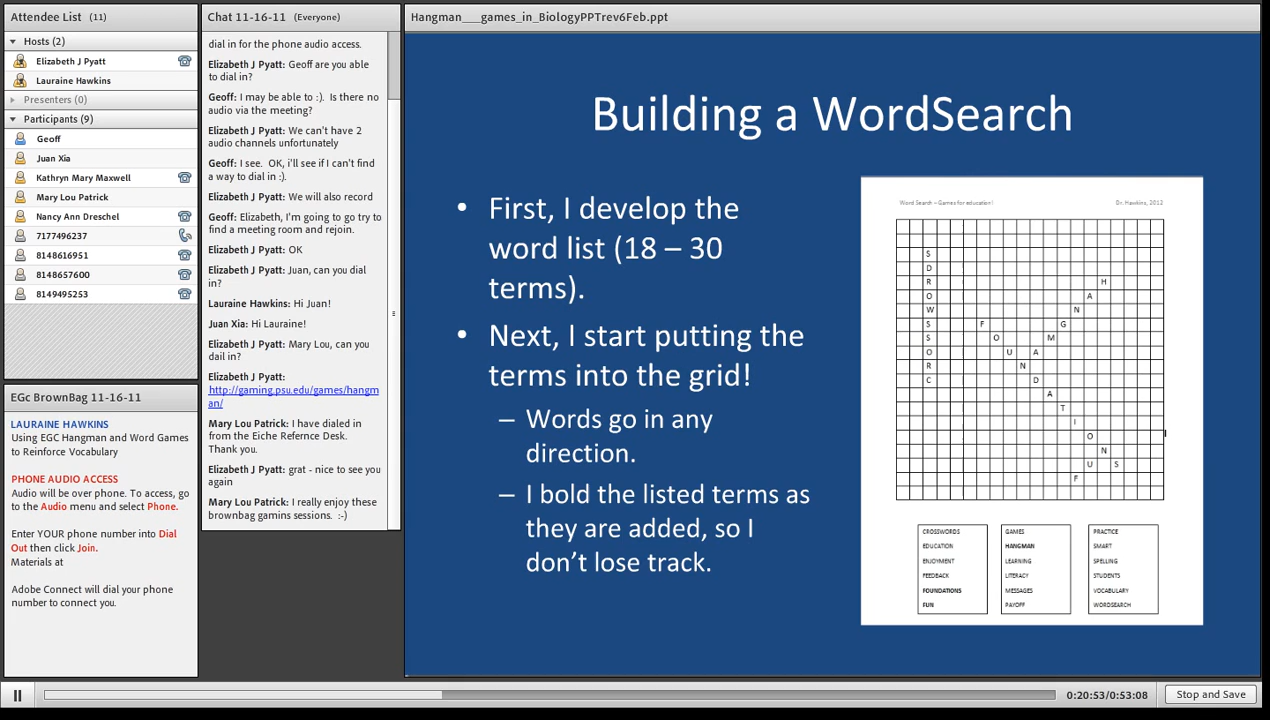 Attendee List (11)
Hosts (2)
Elizabeth J Pyatt
Lauraine Hawkins
Presenters (0)
Participants (9)
Geoff
Juan Xia
Kathryn Mary Maxwell
Mary Lou Patrick
Nancy Ann Dreschel
7177496237
8148616951
8148657600
8149495253
EGc BrownBag 11-16-11
LAURAINE HAWKINS
Using EGC Hangman and Word Games
to Reinforce Vocabulary
PHONE AUDIO ACCESS
Audio will be over phone. To access, go
to the Audio menu and select Phone.
Enter YOUR phone number into Dial
Out then click Join.
Materials at
Adobe Connect will dial your phone
number to connect you.
Chat 11-16-11 (Everyone)
dial in for the phone audio access.
Elizabeth J Pyatt: Geoff are you able
to dial in?
Geoff: I may be able to :). Is there no
audio via the meeting?
Elizabeth J Pyatt: We can't have 2
audio channels unfortunately
Geoff: I see. OK, i'll see if I can't find
a way to dial in :).
Elizabeth J Pyatt: We will also record
Geoff: Elizabeth, I'm going to go try to
find a meeting room and rejoin.
Elizabeth J Pyatt: OK
Elizabeth J Pyatt: Juan, can you dial
in?
Lauraine Hawkins: Hi Juan!
Juan Xia: Hi Lauraine!
Elizabeth J Pyatt: Mary Lou, can you
dail in?
Elizabeth J Pyatt:
http://gaming.psu.edu/games/hangm
an/
Mary Lou Patrick: I have dialed in
from the Eiche Refernce Desk.
Thank you.
Elizabeth J Pyatt: grat - nice to see you
again
Mary Lou Patrick: I really enjoy these
brownbag gamins sessions. :-)
Hangman___games_in_BiologyPPTrev6Feb.ppt
Building a WordSearch
• First, I develop the
word list (18 – 30
terms).
• Next, I start putting the
terms into the grid!
– Words go in any
direction.
– I bold the listed terms as
they are added, so I
don't lose track.
Word Search – Games for education! Dr. Hawkins, 2012
S
D
R H
O A
W N
S F G
S O M
O U A
R N
C D
A
T
I
O
N
U S
F
CROSSWORDS GAMES PRACTICE
EDUCATION HANGMAN SMART
ENJOYMENT LEARNING SPELLING
FEEDBACK LITERACY STUDENTS
FOUNDATIONS MESSAGES VOCABULARY
FUN PAYOFF WORDSEARCH
0:20:53/0:53:08
Stop and Save